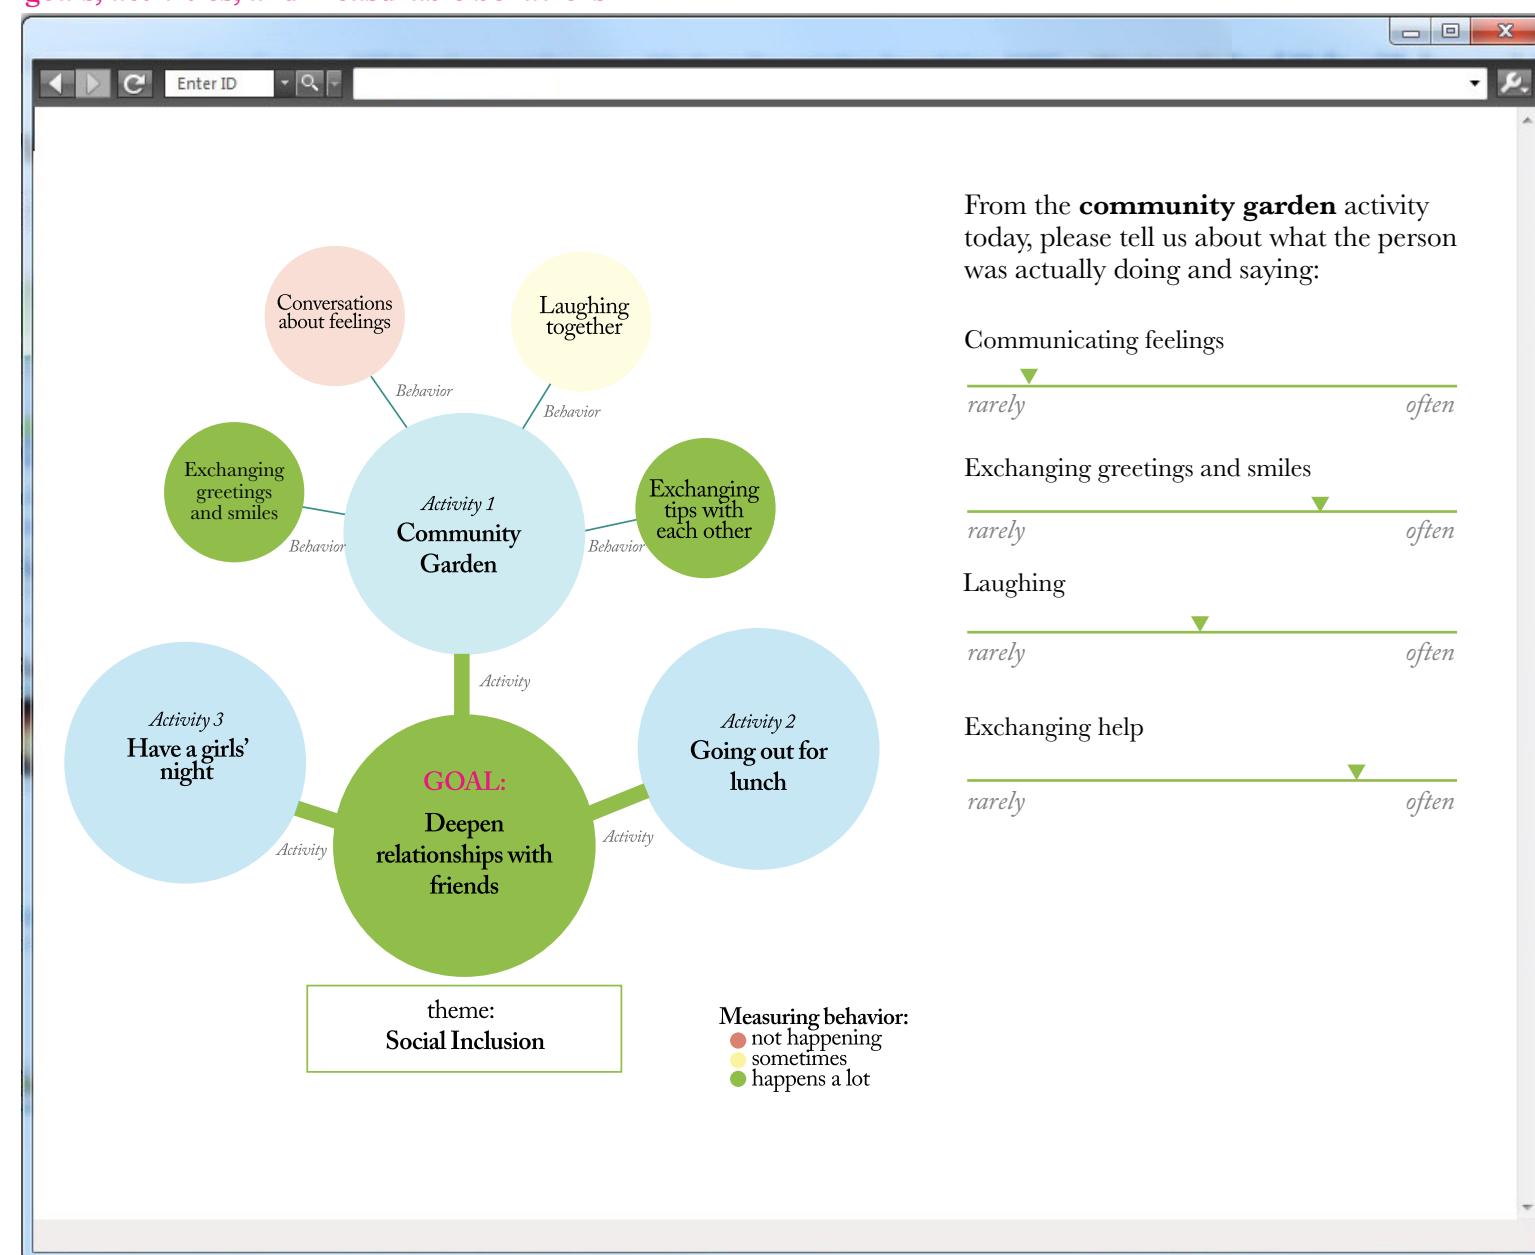 Enter ID
From the community garden activity
today, please tell us about what the person
was actually doing and saying:
Communicating feelings
rarely often
Exchanging greetings and smiles
rarely often
Laughing
rarely often
Exchanging help
rarely often
Conversations
about feelings
Laughing
together
Behavior
Behavior
Exchanging
greetings
and smiles
Behavior
Activity 1
Community
Garden
Exchanging
tips with
each other
Behavior
Activity
Activity 3
Have a girls'
night
Activity
Activity 2
Going out for
lunch
Activity
GOAL:
Deepen
relationships with
friends
theme:
Social Inclusion
Measuring behavior:
not happening
sometimes
happens a lot